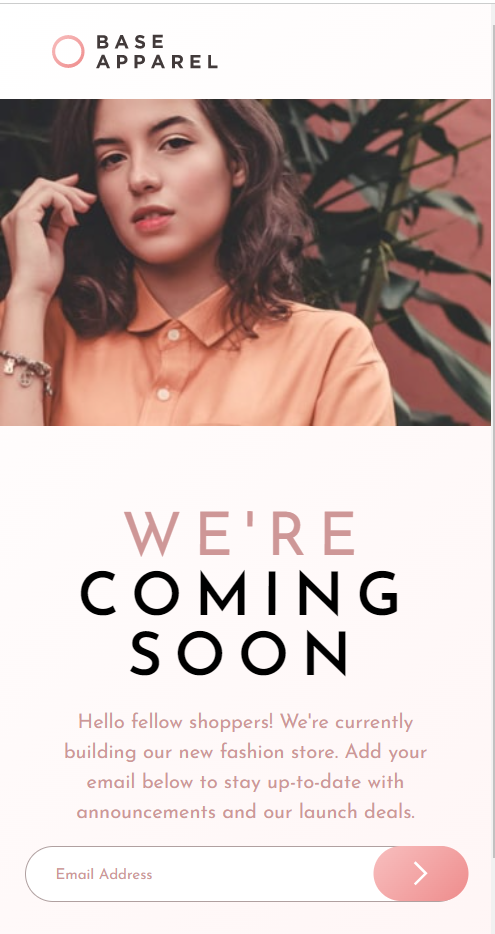 BASE
APPAREL
WE'RE
COMING
SOON
Hello fellow shoppers! We're currently
building our new fashion store. Add your
email below to stay up-to-date with
announcements and our launch deals.
Email Address